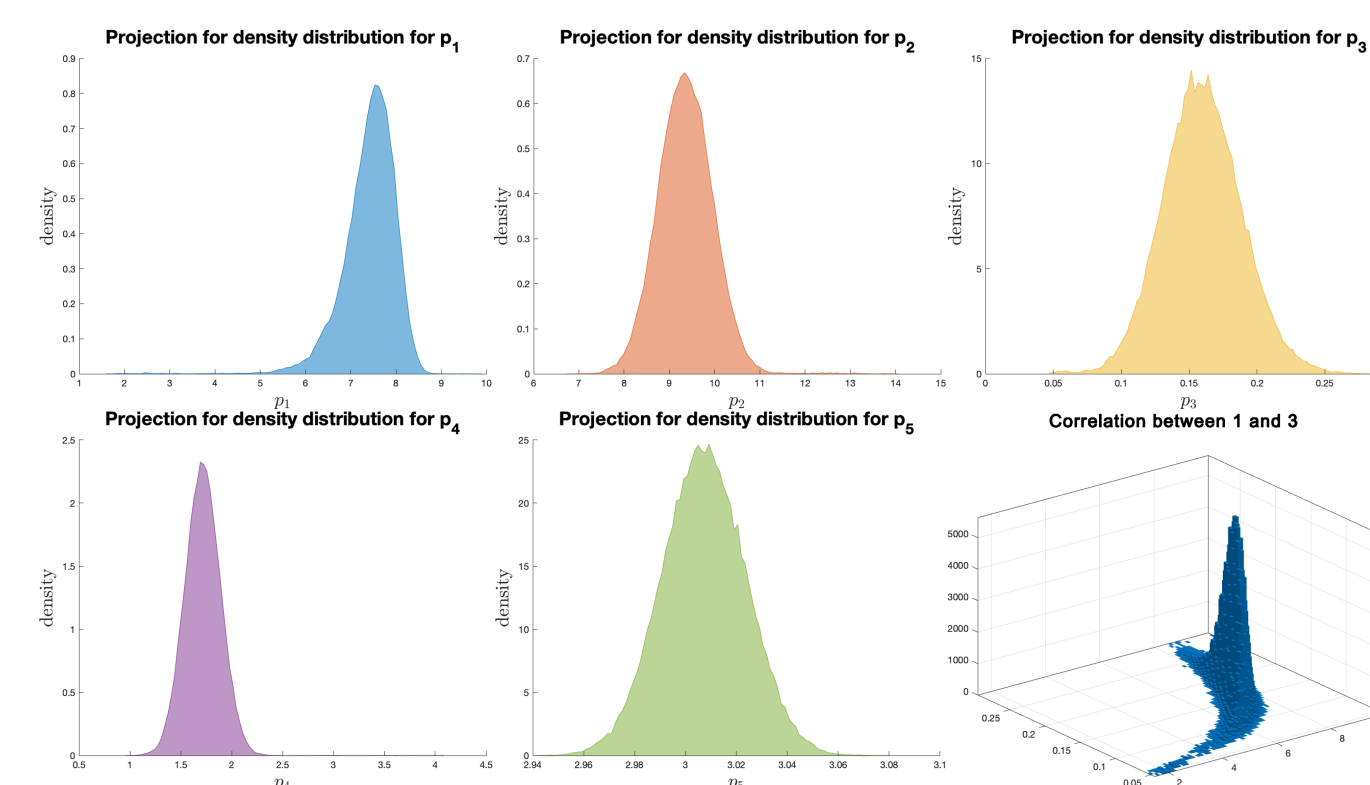 Projection for density distribution for p1
0.9
0.8
0.7
0.6
0.5
0.4
0.3
0.2
0.1
0
density
1 2 3 4 5 6 7 8 9 10
p1
Projection for density distribution for p2
0.7
0.6
0.5
0.4
0.3
0.2
0.1
0
density
6 7 8 9 10 11 12 13 14 15
p2
Projection for density distribution for p3
15
10
5
0
density
0 0.05 0.1 0.15 0.2 0.25
p3
Projection for density distribution for p4
2.5
2
1.5
1
0.5
0
density
0.5 1 1.5 2 2.5 3 3.5 4 4.5
p4
Projection for density distribution for p5
25
20
15
10
5
0
density
2.94 2.96 2.98 3 3.02 3.04 3.06 3.08 3.1
p5
Correlation between 1 and 3
5000
4000
3000
2000
1000
0
0.25
0.2
0.15
0.1
0.05
2 4 6 8